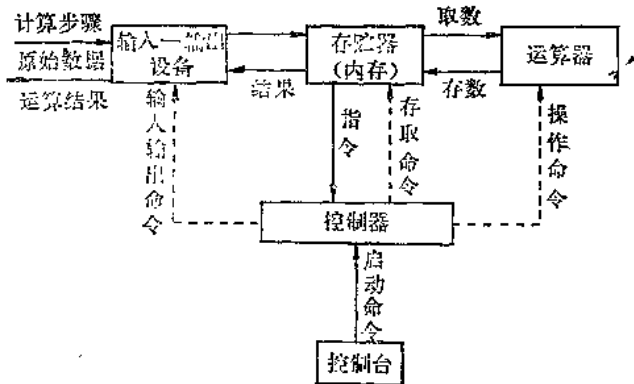 计算步骤
原始数据
运算结果
输入—输出
设备
结果
存贮器
(内存)
取数
存数
运算器
输入输出命令
指令
存取命令
操作命令
控制器
启动命令
控制台